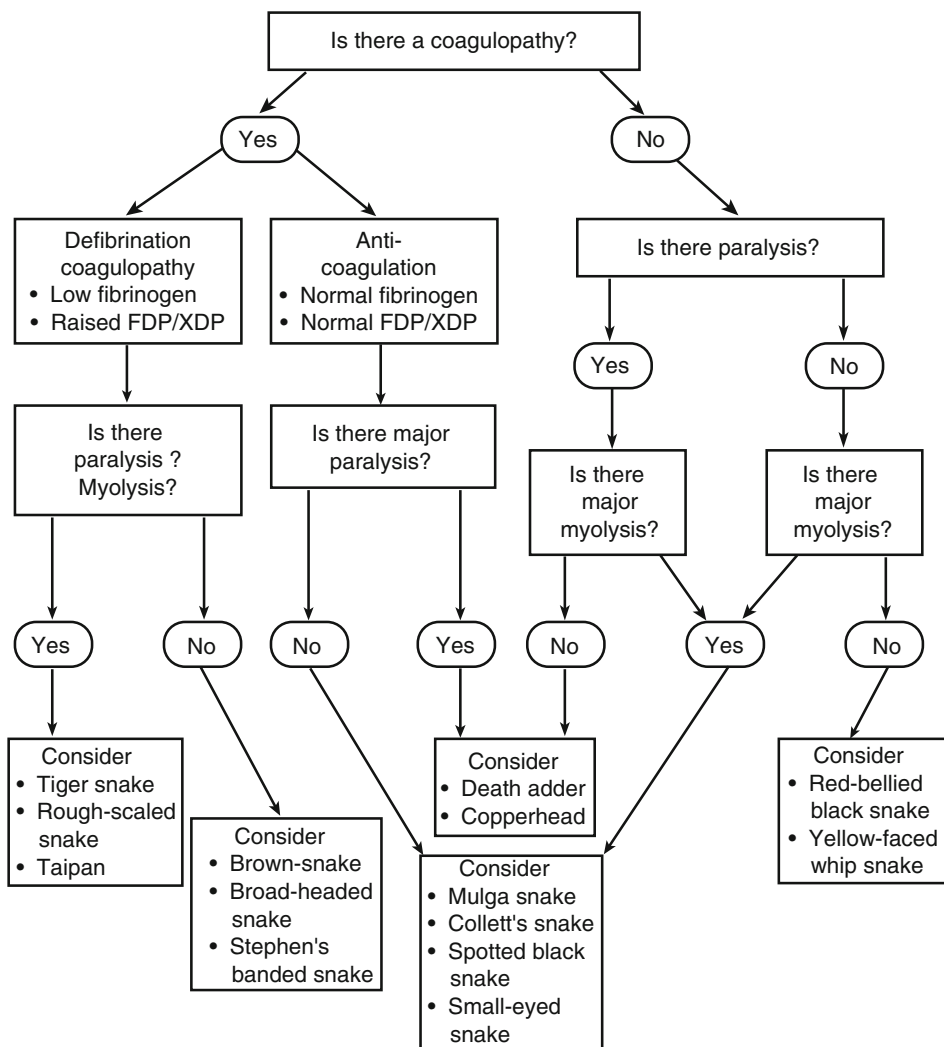 Is there a coagulopathy?
Yes
No
Defibrination
coagulopathy
• Low fibrinogen
• Raised FDP/XDP
Anti-
coagulation
• Normal fibrinogen
• Normal FDP/XDP
Is there paralysis?
Yes
No
Is there
paralysis ?
Myolysis?
Is there major
paralysis?
Is there
major
myolysis?
Is there
major
myolysis?
Yes
No
No
Yes
No
Yes
No
Consider
• Tiger snake
• Rough-scaled
snake
• Taipan
Consider
• Brown-snake
• Broad-headed
snake
• Stephen's
banded snake
Consider
• Death adder
• Copperhead
Consider
• Mulga snake
• Collett's snake
• Spotted black
snake
• Small-eyed
snake
Consider
• Red-bellied
black snake
• Yellow-faced
whip snake